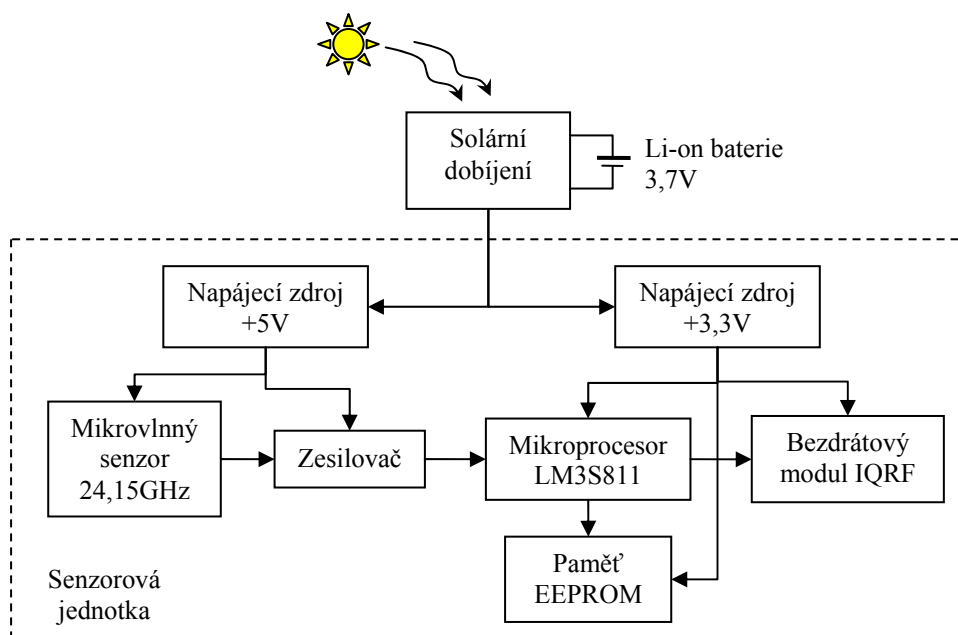 Solární
dobíjení
Li-on baterie
3,7V
Napájecí zdroj
+5V
Napájecí zdroj
+3,3V
Mikrovlnný
senzor
24,15GHz
Zesilovač
Mikroprocesor
LM3S811
Bezdrátový
modul IQRF
Paměť
EEPROM
Senzorová
jednotka